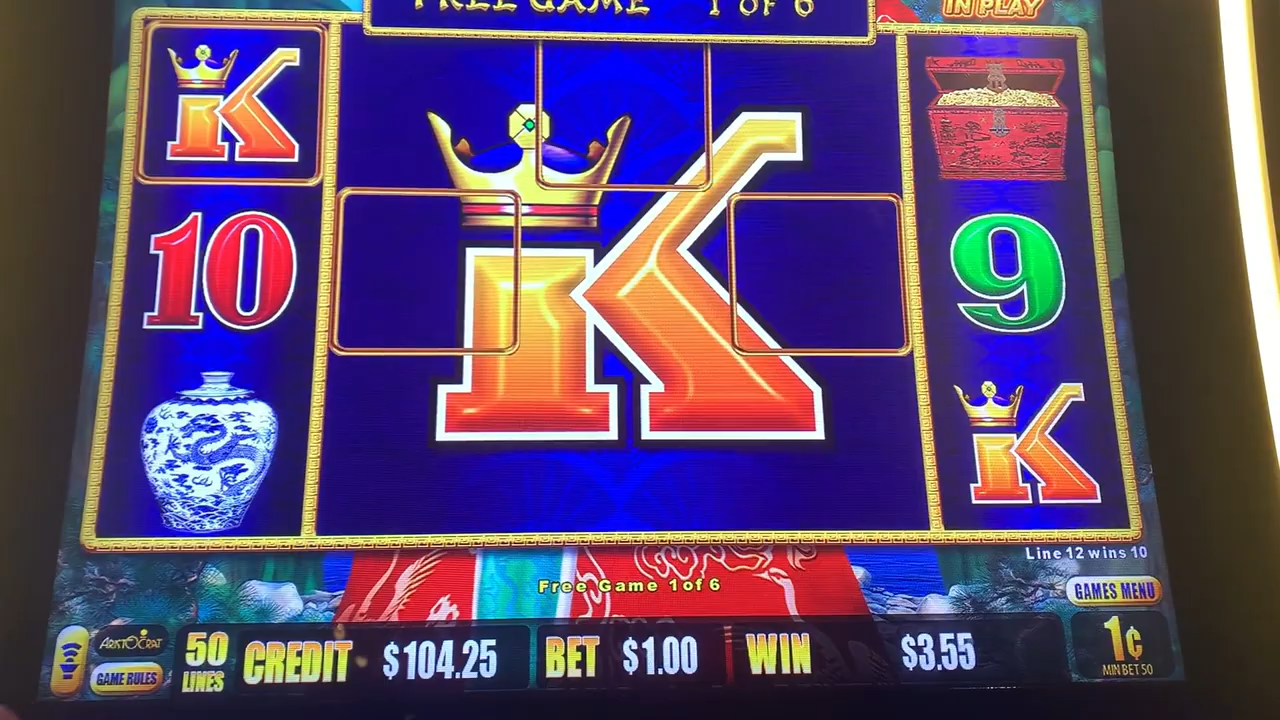 FREE GAME 1 OF 6
IN PLAY
K
K
10
9
K
Line 12 wins 10
Free Game 1 of 6
GAMES MENU
ARISTOCRAT
GAME RULES
50 LINES
CREDIT $104.25
BET $1.00
WIN $3.55
1¢
MIN BET 50